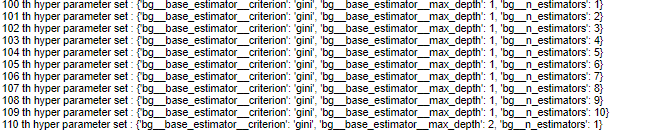 100 th hyper parameter set : {'bg__base_estimator__criterion': 'gini', 'bg__base_estimator__max_depth': 1, 'bg__n_estimators': 1}
101 th hyper parameter set : {'bg__base_estimator__criterion': 'gini', 'bg__base_estimator__max_depth': 1, 'bg__n_estimators': 2}
102 th hyper parameter set : {'bg__base_estimator__criterion': 'gini', 'bg__base_estimator__max_depth': 1, 'bg__n_estimators': 3}
103 th hyper parameter set : {'bg__base_estimator__criterion': 'gini', 'bg__base_estimator__max_depth': 1, 'bg__n_estimators': 4}
104 th hyper parameter set : {'bg__base_estimator__criterion': 'gini', 'bg__base_estimator__max_depth': 1, 'bg__n_estimators': 5}
105 th hyper parameter set : {'bg__base_estimator__criterion': 'gini', 'bg__base_estimator__max_depth': 1, 'bg__n_estimators': 6}
106 th hyper parameter set : {'bg__base_estimator__criterion': 'gini', 'bg__base_estimator__max_depth': 1, 'bg__n_estimators': 7}
107 th hyper parameter set : {'bg__base_estimator__criterion': 'gini', 'bg__base_estimator__max_depth': 1, 'bg__n_estimators': 8}
108 th hyper parameter set : {'bg__base_estimator__criterion': 'gini', 'bg__base_estimator__max_depth': 1, 'bg__n_estimators': 9}
109 th hyper parameter set : {'bg__base_estimator__criterion': 'gini', 'bg__base_estimator__max_depth': 1, 'bg__n_estimators': 10}
110 th hyper parameter set : {'bg__base_estimator__criterion': 'gini', 'bg__base_estimator__max_depth': 2, 'bg__n_estimators': 1}